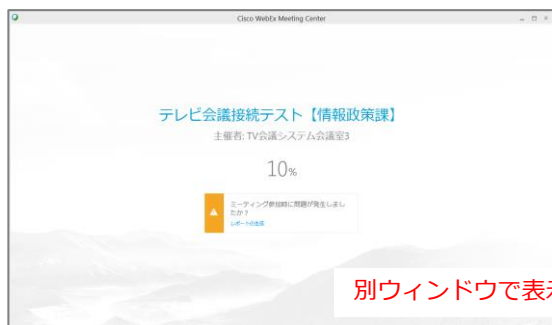 Cisco WebEx Meeting Center
テレビ会議接続テスト【情報政策課】
主催者: TV会議システム会議室3
10%
ミーティング参加時に問題が発生しまし
たか？
レポートの生成
別ウィンドウで表